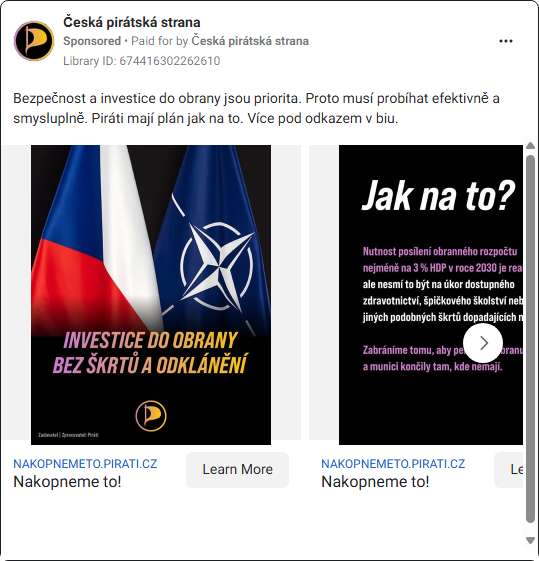 Česká pirátská strana
Sponsored • Paid for by Česká pirátská strana
Library ID: 674416302262610
Bezpečnost a investice do obrany jsou priorita. Proto musí probíhat efektivně a
smysluplně. Piráti mají plán jak na to. Více pod odkazem v biu.
INVESTICE DO OBRANY
BEZ ŠKRTŮ A ODKLÁNĚNÍ
Zadavatel | Zpracovatel: Piráti
NAKOPNEMETO.PIRATI.CZ
Nakopneme to!
Learn More
Jak na to?
Nutnost posílení obranného rozpočtu
nejméně na 3 % HDP v roce 2030 je rea
ale nesmí to být na úkor dostupného
zdravotnictví, špičkového školství neb
jiných podobných škrtů dopadajících n
Zabráníme tomu, aby pe branu
a munici končily tam, kde nemají.
NAKOPNEMETO.PIRATI.CZ
Nakopneme to!
Le